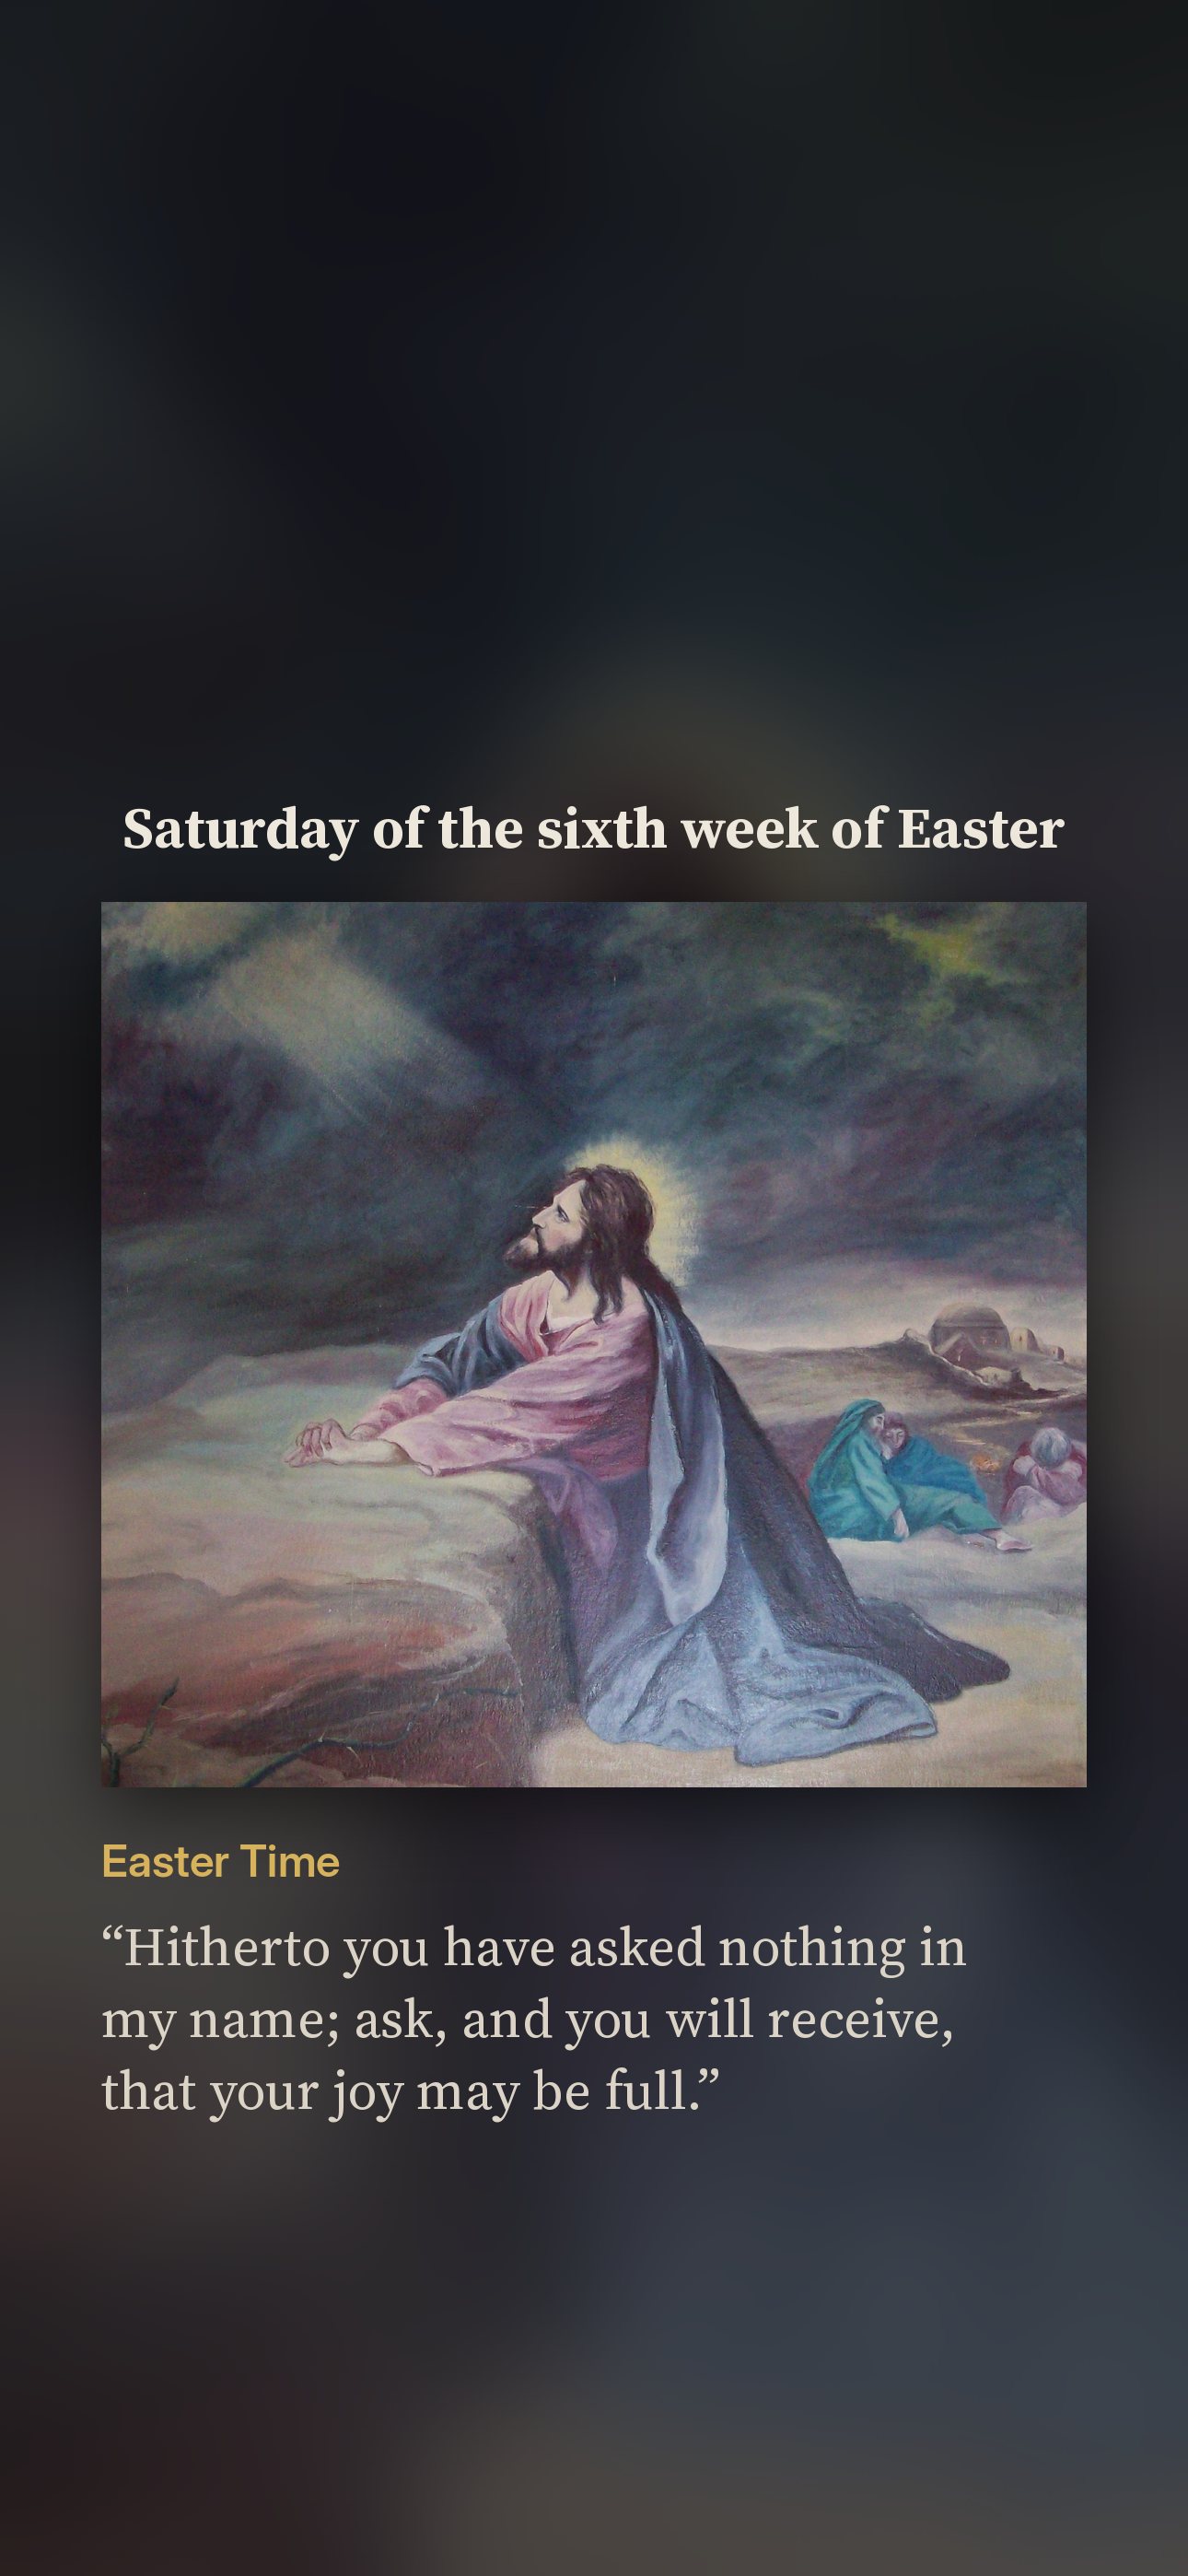 Saturday of the sixth week of Easter
Easter Time
“Hitherto you have asked nothing in
my name; ask, and you will receive,
that your joy may be full.”